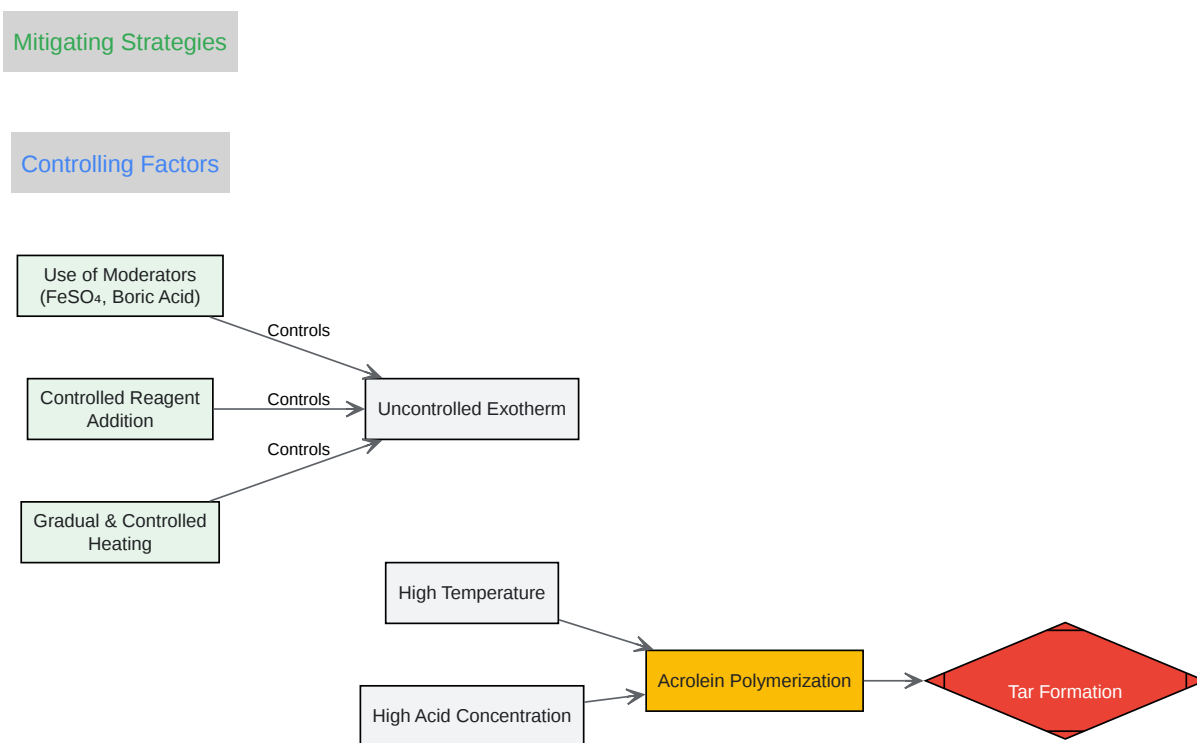 Mitigating Strategies
Controlling Factors
Use of Moderators
(FeSO₄, Boric Acid)
Controls
Controlled Reagent
Addition
Controls
Uncontrolled Exotherm
Controls
Gradual & Controlled
Heating
High Temperature
Acrolein Polymerization
Tar Formation
High Acid Concentration